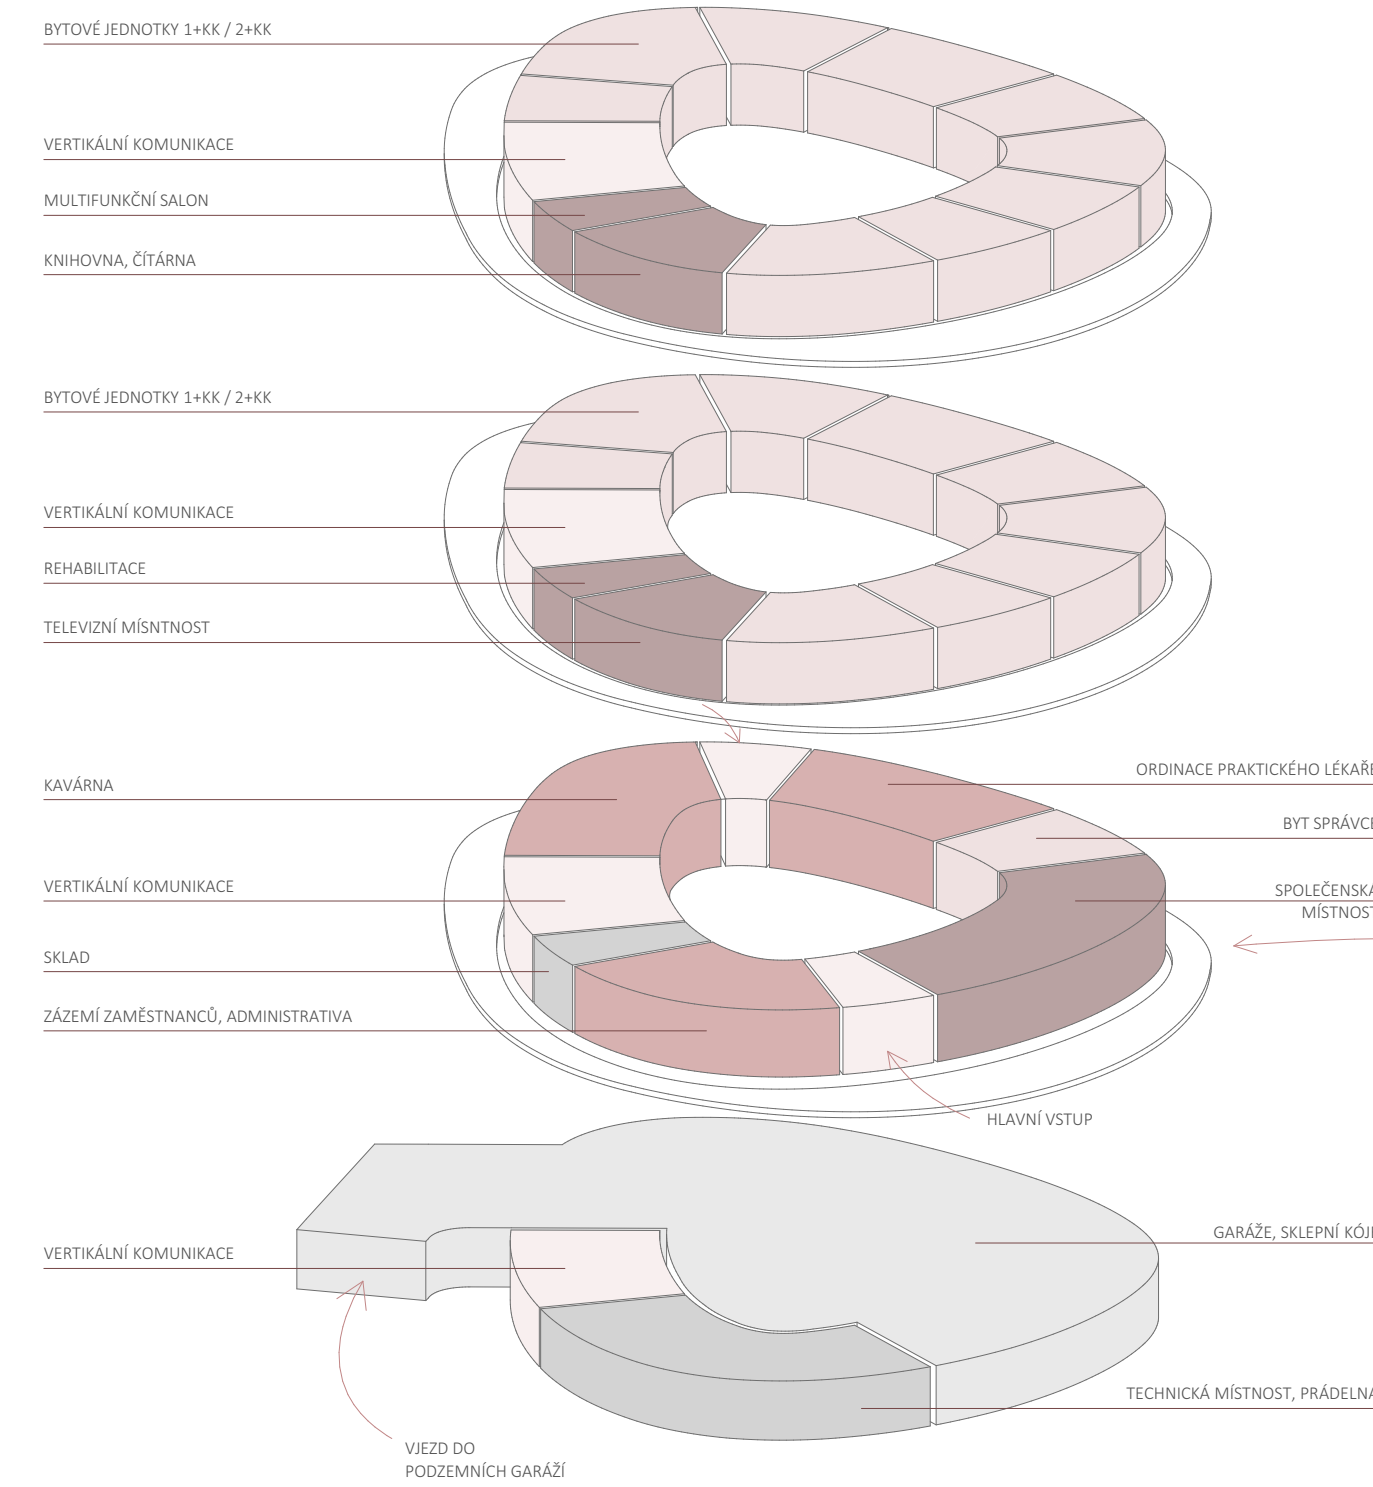 BYTOVÉ JEDNOTKY 1+KK / 2+KK
VERTIKÁLNÍ KOMUNIKACE
MULTIFUNKČNÍ SALON
KNIHOVNA, ČÍTÁRNA
BYTOVÉ JEDNOTKY 1+KK / 2+KK
VERTIKÁLNÍ KOMUNIKACE
REHABILITACE
TELEVIZNÍ MÍSNTNOST
ORDINACE PRAKTICKÉHO LÉKAŘE
KAVÁRNA
BYT SPRÁVCE
VERTIKÁLNÍ KOMUNIKACE
SPOLEČENSKÁ
MÍSTNOST
SKLAD
ZÁZEMÍ ZAMĚSTNANCŮ, ADMINISTRATIVA
HLAVNÍ VSTUP
GARÁŽE, SKLEPNÍ KÓJE
VERTIKÁLNÍ KOMUNIKACE
TECHNICKÁ MÍSTNOST, PRÁDELNA
VJEZD DO
PODZEMNÍCH GARÁŽÍ